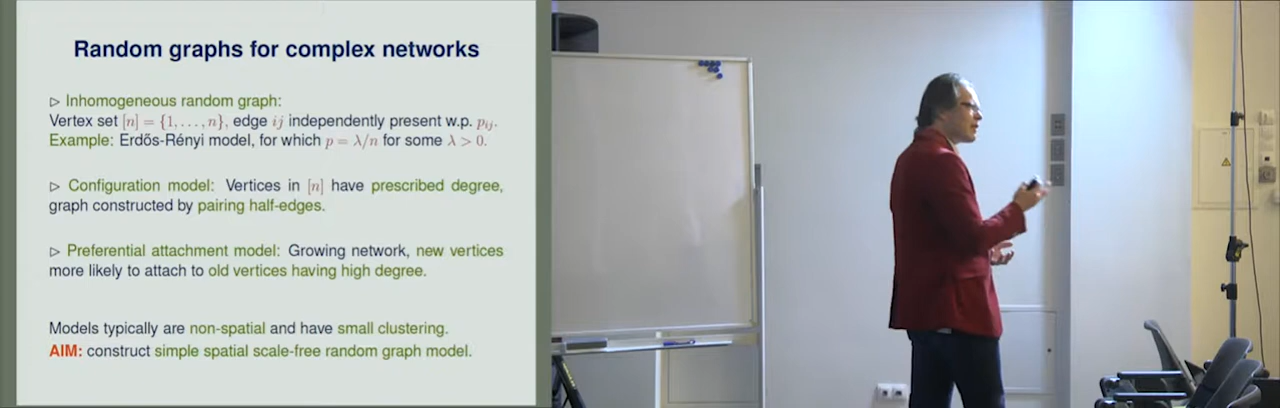 Random graphs for complex networks
▷ Inhomogeneous random graph:
Vertex set [n] = {1, . . . , n}, edge ij independently present w.p. pij.
Example: Erdős-Rényi model, for which p = λ/n for some λ > 0.
▷ Configuration model: Vertices in [n] have prescribed degree,
graph constructed by pairing half-edges.
▷ Preferential attachment model: Growing network, new vertices
more likely to attach to old vertices having high degree.
Models typically are non-spatial and have small clustering.
AIM: construct simple spatial scale-free random graph model.